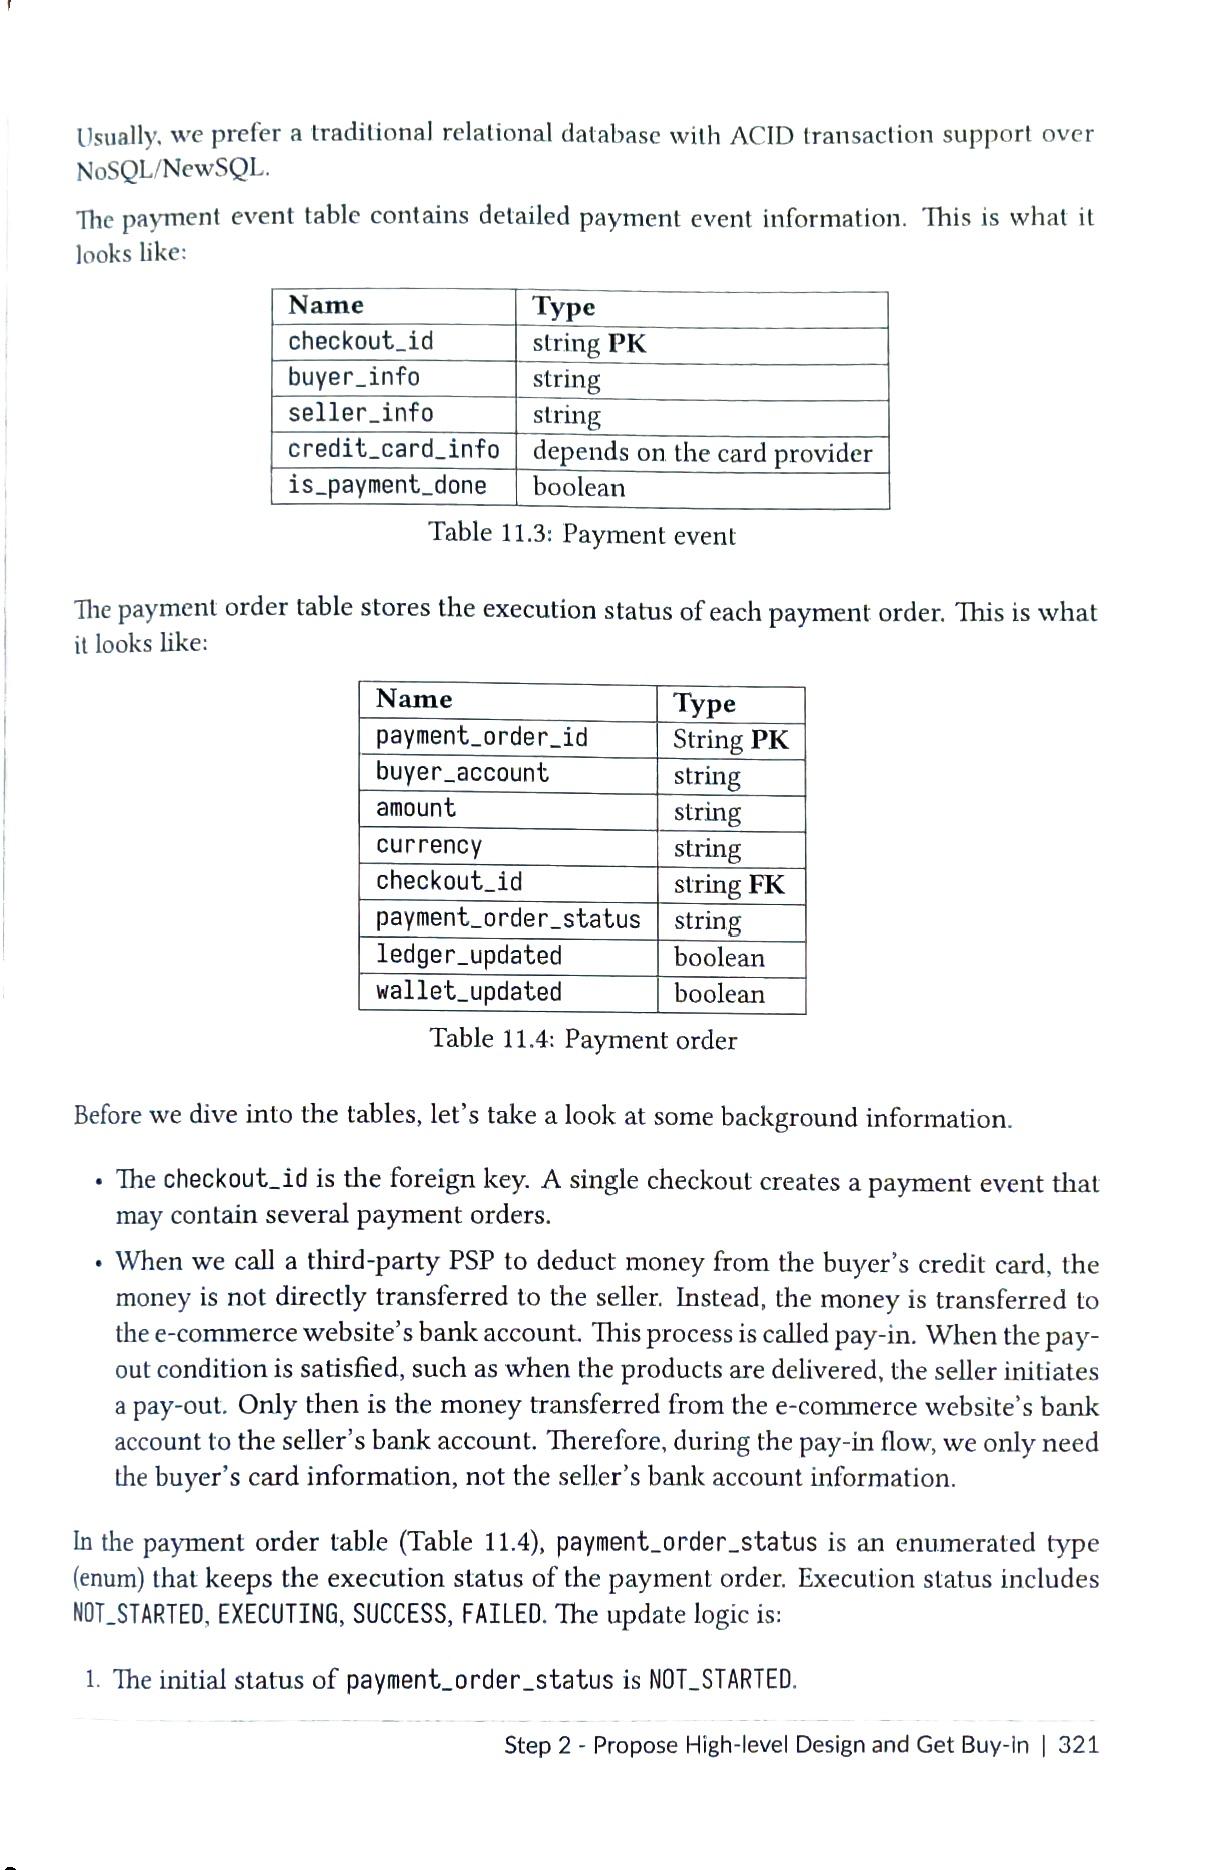 Usually, we prefer a traditional relational database with ACID transaction support over
NoSQL/NewSQL.
The payment event table contains detailed payment event information. This is what it
looks like:
Name Type
checkout_id string PK
buyer_info string
seller_info string
credit_card_info depends on the card provider
is_payment_done boolean
Table 11.3: Payment event
The payment order table stores the execution status of each payment order. This is what
it looks like:
Name Type
payment_order_id String PK
buyer_account string
amount string
currency string
checkout_id string FK
payment_order_status string
ledger_updated boolean
wallet_updated boolean
Table 11.4: Payment order
Before we dive into the tables, let's take a look at some background information.
• The checkout_id is the foreign key. A single checkout creates a payment event that
may contain several payment orders.
• When we call a third-party PSP to deduct money from the buyer's credit card, the
money is not directly transferred to the seller. Instead, the money is transferred to
the e-commerce website's bank account. This process is called pay-in. When the pay-
out condition is satisfied, such as when the products are delivered, the seller initiates
a pay-out. Only then is the money transferred from the e-commerce website's bank
account to the seller's bank account. Therefore, during the pay-in flow, we only need
the buyer's card information, not the seller's bank account information.
In the payment order table (Table 11.4), payment_order_status is an enumerated type
(enum) that keeps the execution status of the payment order. Execution status includes
NOT_STARTED, EXECUTING, SUCCESS, FAILED. The update logic is:
1. The initial status of payment_order_status is NOT_STARTED.
Step 2 - Propose High-level Design and Get Buy-in | 321